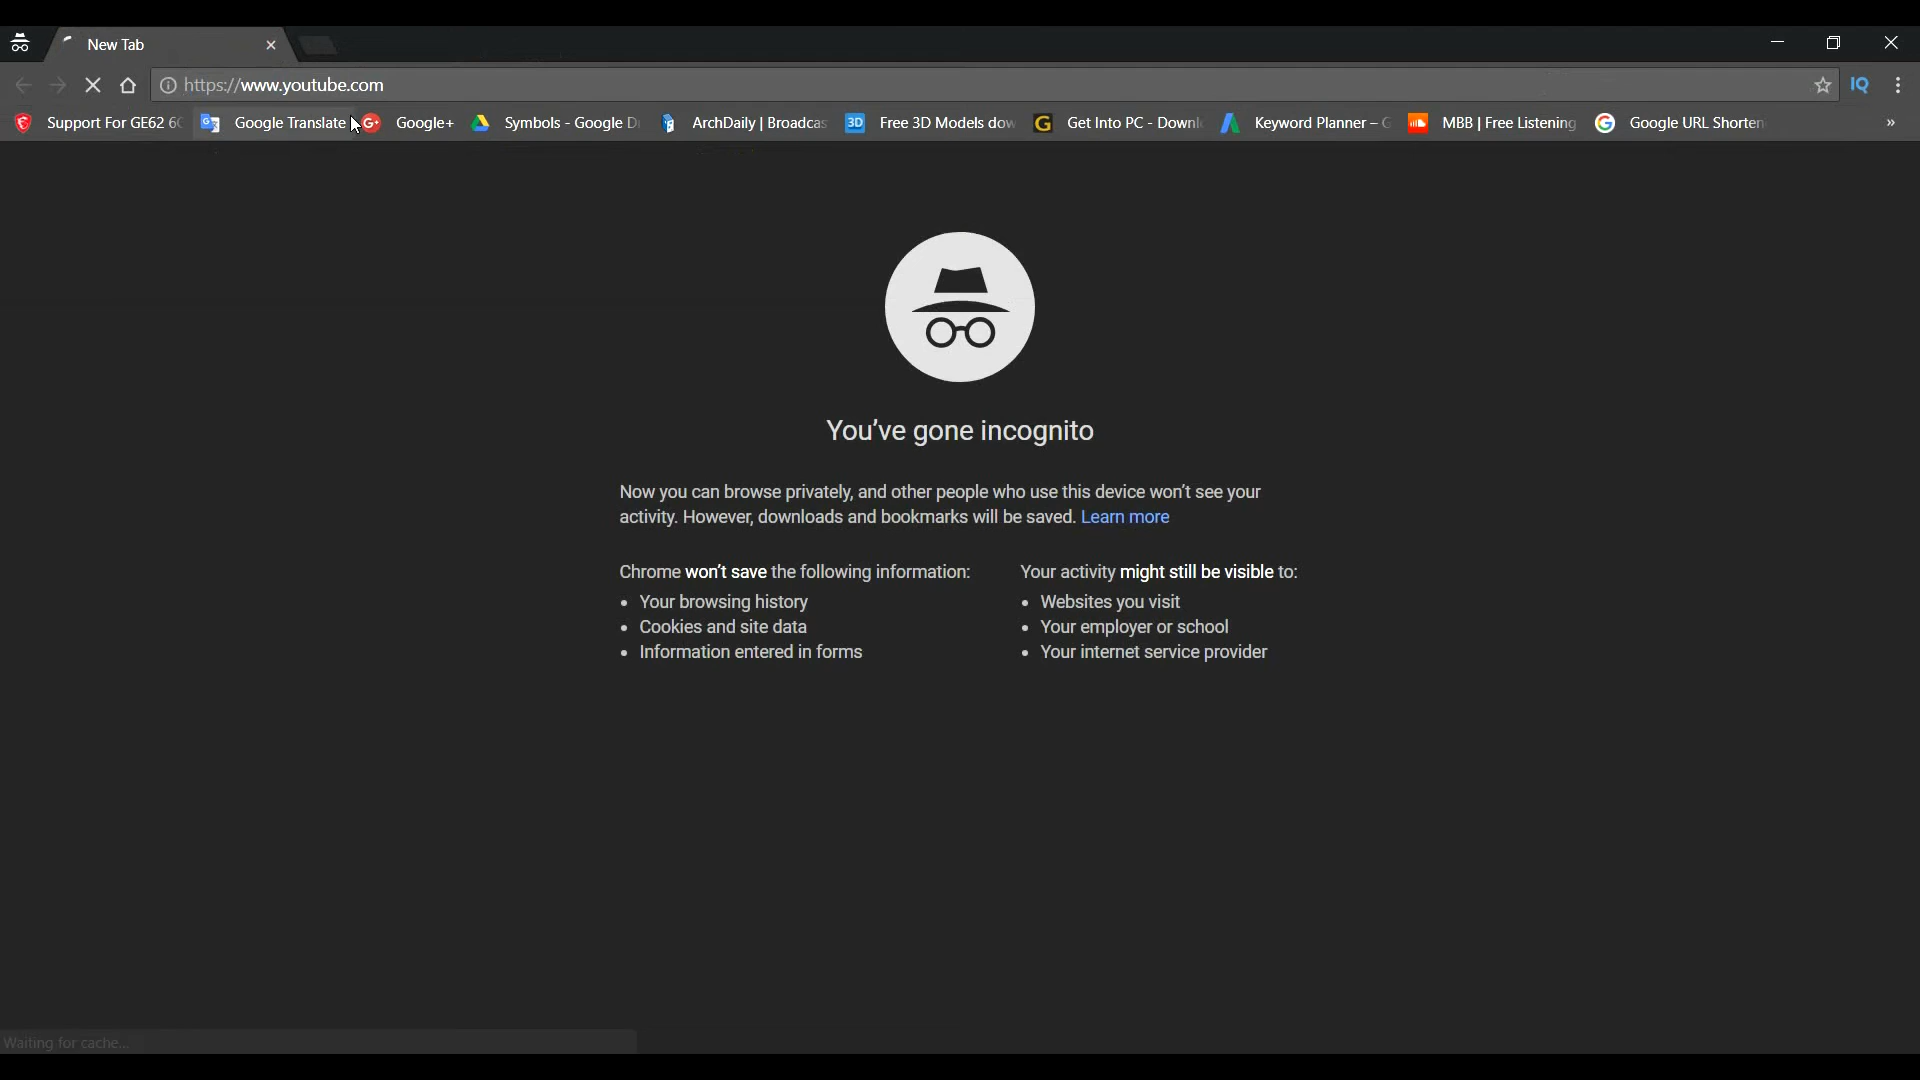 New Tab
https://www.youtube.com
Support For GE62 6
Google Translate
G+ Google+
Symbols - Google D
ArchDaily | Broadcas
3D Free 3D Models dow
G Get Into PC - Downl
Keyword Planner – G
MBB | Free Listening
G Google URL Shorten
»
IQ
You've gone incognito
Now you can browse privately, and other people who use this device won't see your
activity. However, downloads and bookmarks will be saved. Learn more
Chrome won't save the following information:
• Your browsing history
• Cookies and site data
• Information entered in forms
Your activity might still be visible to:
• Websites you visit
• Your employer or school
• Your internet service provider
Waiting for cache...